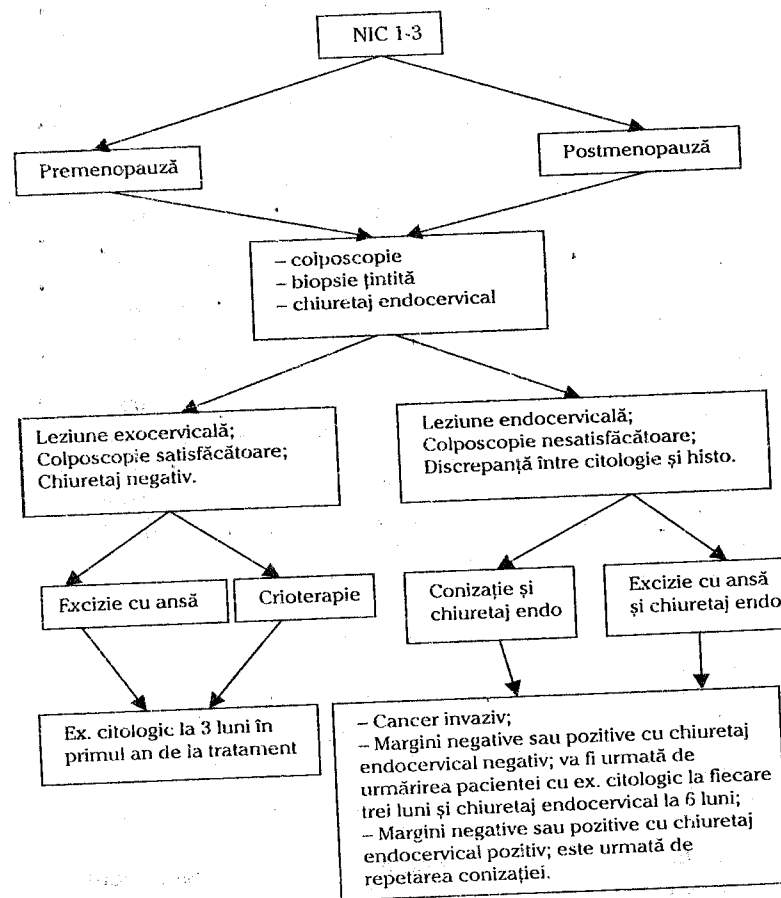 NIC 1-3
Premenopauză
Postmenopauză
– colposcopie
– biopsie țintită
– chiuretaj endocervical
Leziune exocervicală;
Colposcopie satisfăcătoare;
Chiuretaj negativ.
Leziune endocervicală;
Colposcopie nesatisfăcătoare;
Discrepanță între citologie și histo.
Excizie cu ansă
Crioterapie
Conizație și
chiuretaj endo
Excizie cu ansă
și chiuretaj endo
Ex. citologic la 3 luni în
primul an de la tratament
– Cancer invaziv;
– Margini negative sau pozitive cu chiuretaj
endocervical negativ; va fi urmată de
urmărirea pacientei cu ex. citologic la fiecare
trei luni și chiuretaj endocervical la 6 luni;
– Margini negative sau pozitive cu chiuretaj
endocervical pozitiv; este urmată de
repetarea conizației.